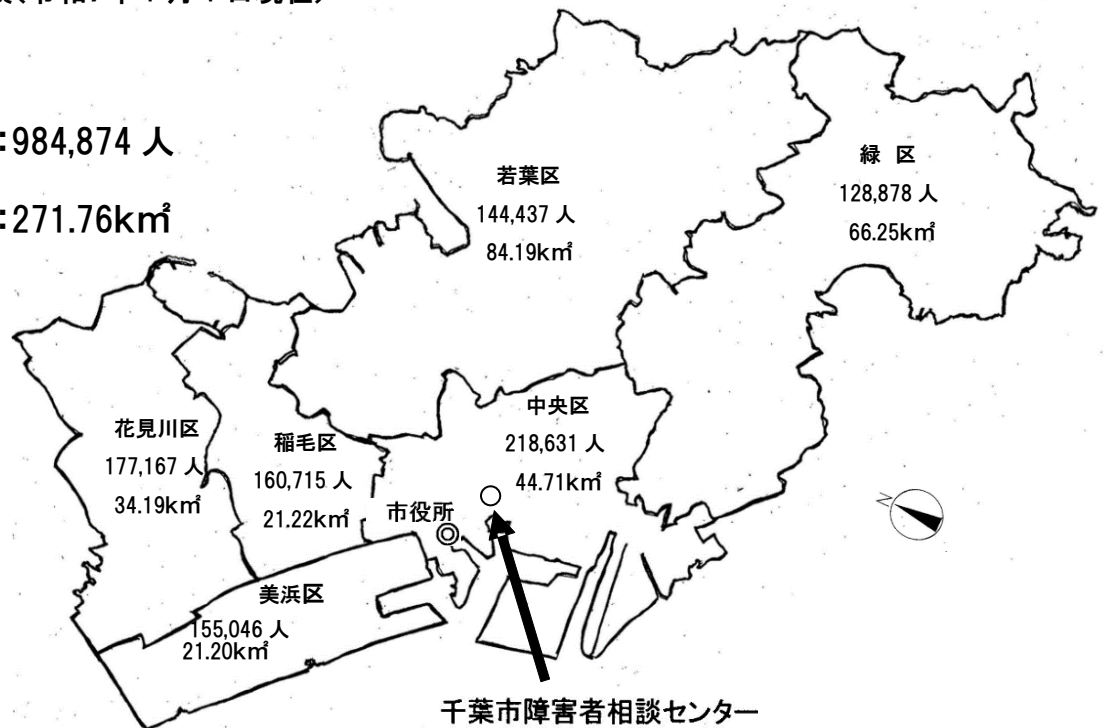 ：984,874 人
：271.76k㎡
若葉区
144,437 人
84.19k㎡
緑 区
128,878 人
66.25k㎡
花見川区
177,167 人
34.19k㎡
稲毛区
160,715 人
21.22k㎡
中央区
218,631 人
44.71k㎡
市役所
美浜区
155,046 人
21.20k㎡
N
千葉市障害者相談センター